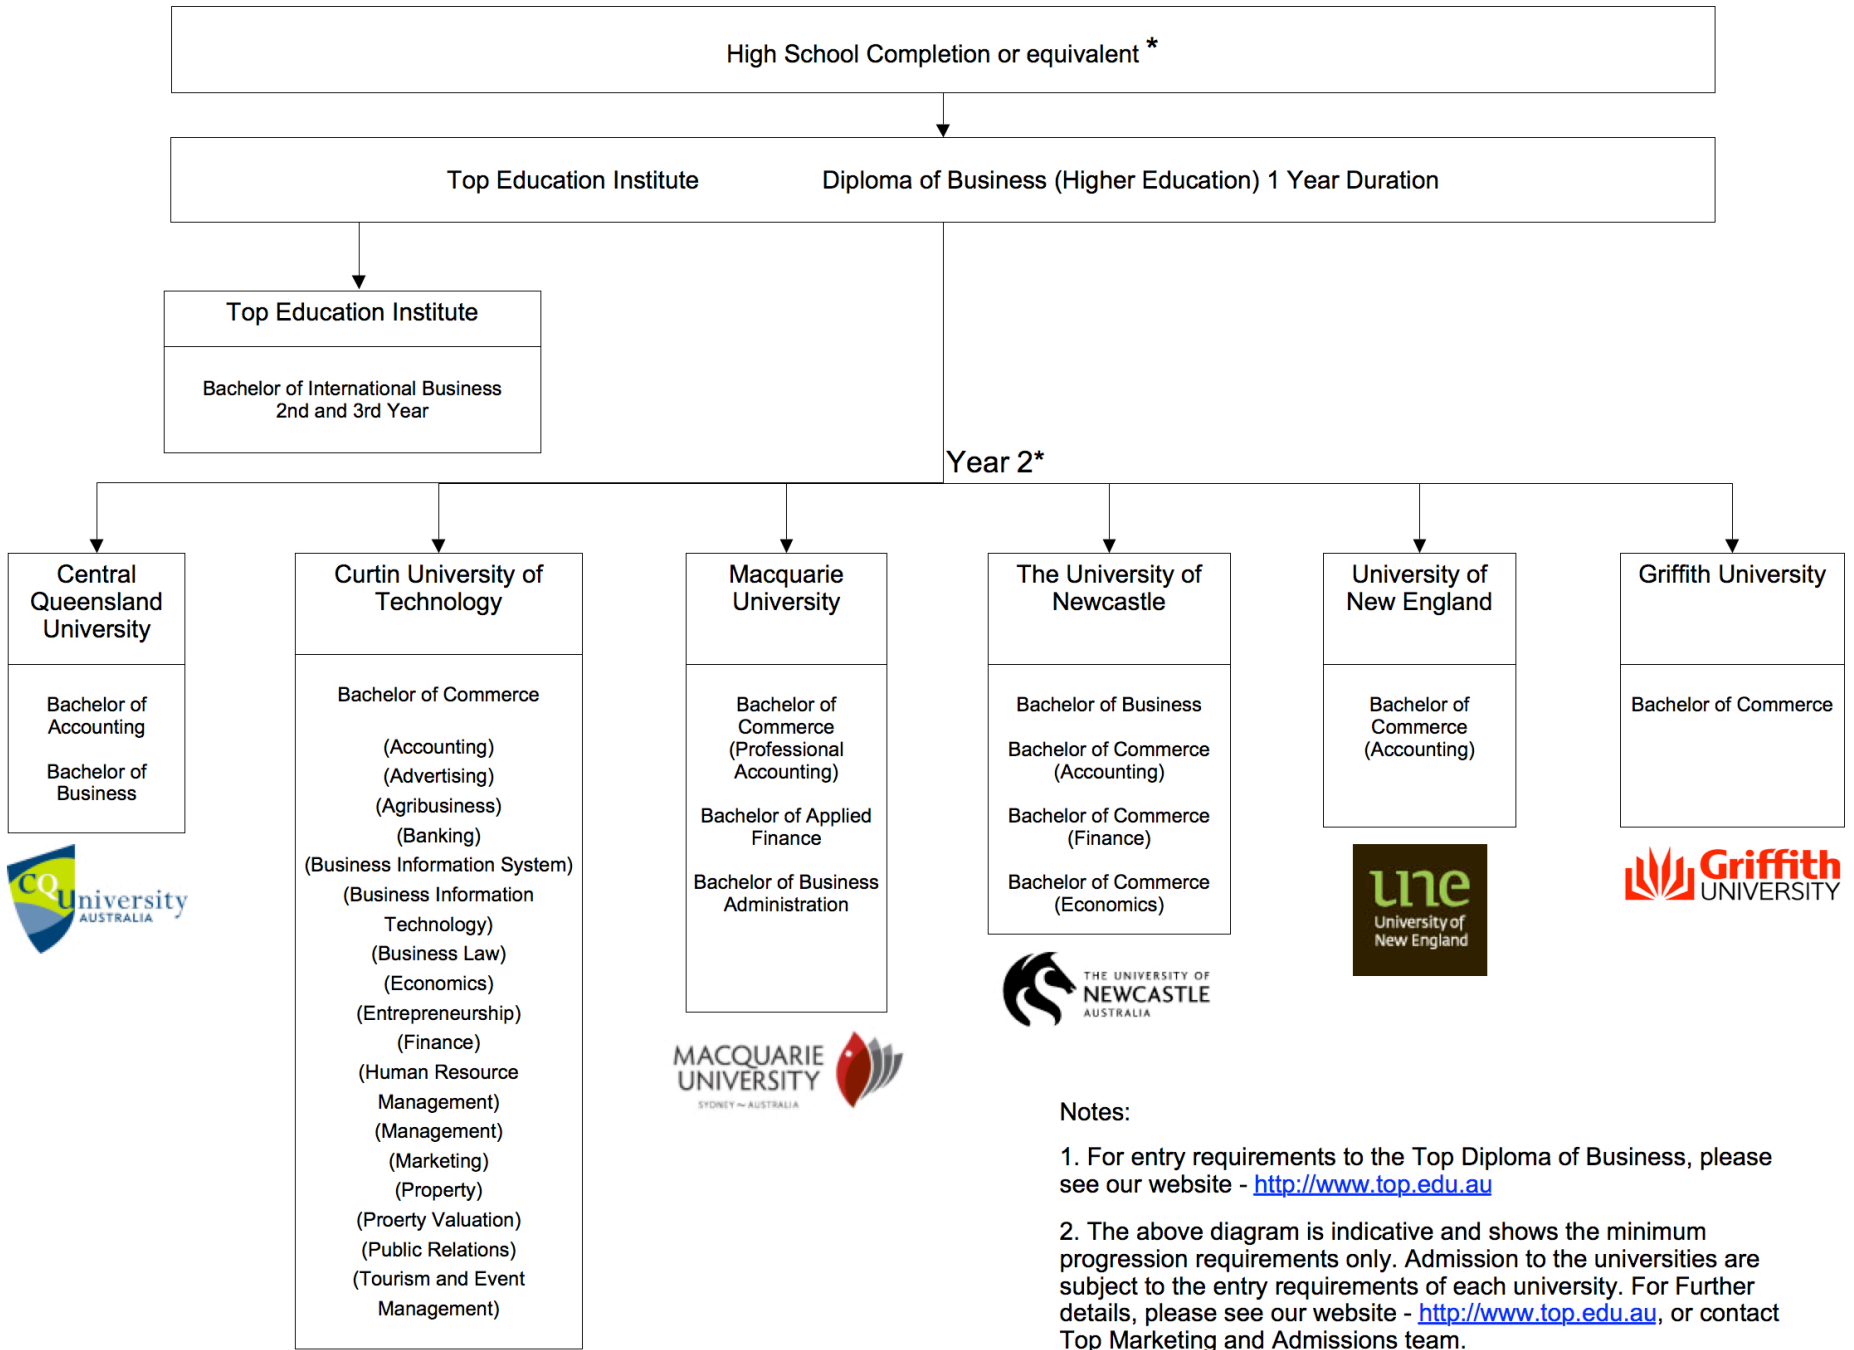 High School Completion or equivalent *
Top Education Institute Diploma of Business (Higher Education) 1 Year Duration
Top Education Institute
Bachelor of International Business
2nd and 3rd Year
Year 2*
Central
Queensland
University
Bachelor of
Accounting
Bachelor of
Business
CQUniversity
AUSTRALIA
Curtin University of
Technology
Bachelor of Commerce
(Accounting)
(Advertising)
(Agribusiness)
(Banking)
(Business Information System)
(Business Information
Technology)
(Business Law)
(Economics)
(Entrepreneurship)
(Finance)
(Human Resource
Management)
(Management)
(Marketing)
(Property)
(Proerty Valuation)
(Public Relations)
(Tourism and Event
Management)
Macquarie
University
Bachelor of
Commerce
(Professional
Accounting)
Bachelor of Applied
Finance
Bachelor of Business
Administration
MACQUARIE
UNIVERSITY
SYDNEY ~ AUSTRALIA
The University of
Newcastle
Bachelor of Business
Bachelor of Commerce
(Accounting)
Bachelor of Commerce
(Finance)
Bachelor of Commerce
(Economics)
THE UNIVERSITY OF
NEWCASTLE
AUSTRALIA
University of
New England
Bachelor of
Commerce
(Accounting)
une
University of
New England
Griffith University
Bachelor of Commerce
Griffith
UNIVERSITY
Notes:
1. For entry requirements to the Top Diploma of Business, please
see our website - http://www.top.edu.au
2. The above diagram is indicative and shows the minimum
progression requirements only. Admission to the universities are
subject to the entry requirements of each university. For Further
details, please see our website - http://www.top.edu.au, or contact
Top Marketing and Admissions team.